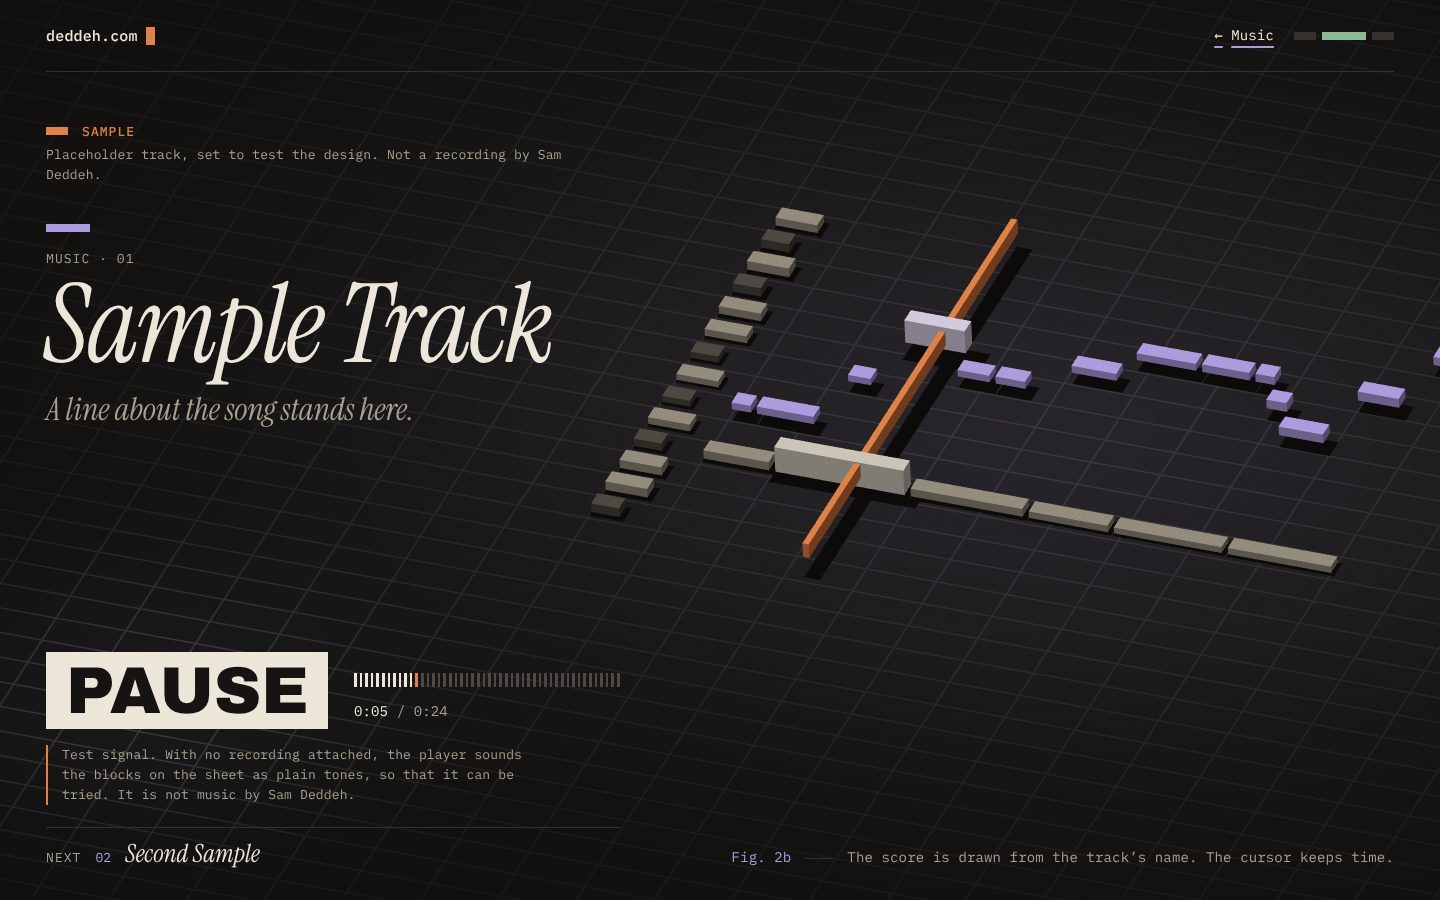 deddeh.com
← Music
SAMPLE
Placeholder track, set to test the design. Not a recording by Sam
Deddeh.
MUSIC · 01
Sample Track
A line about the song stands here.
PAUSE
0:05 / 0:24
Test signal. With no recording attached, the player sounds
the blocks on the sheet as plain tones, so that it can be
tried. It is not music by Sam Deddeh.
NEXT 02 Second Sample
Fig. 2b — The score is drawn from the track’s name. The cursor keeps time.